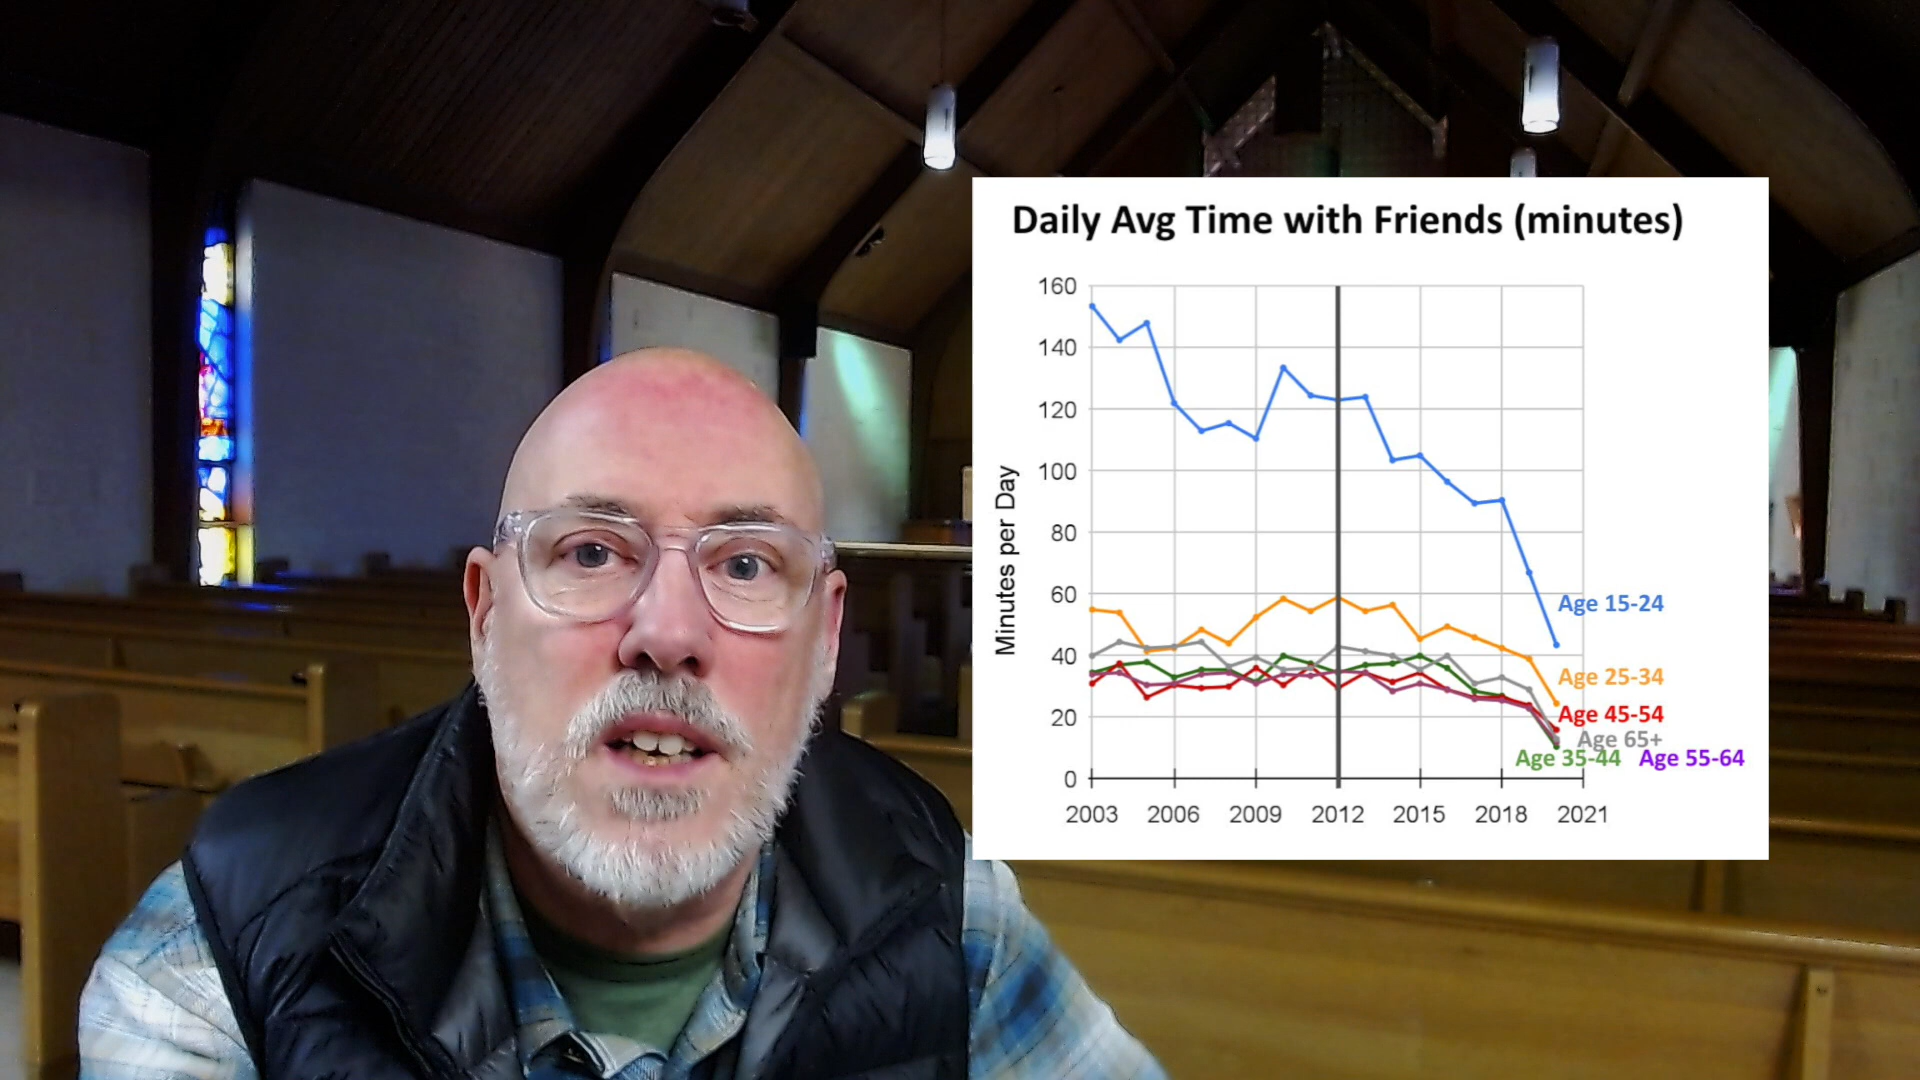 Daily Avg Time with Friends (minutes)
160
140
120
100
80
60
40
20
0
Minutes per Day
Age 15-24
Age 25-34
Age 45-54
Age 65+
Age 35-44 Age 55-64
2003 2006 2009 2012 2015 2018 2021